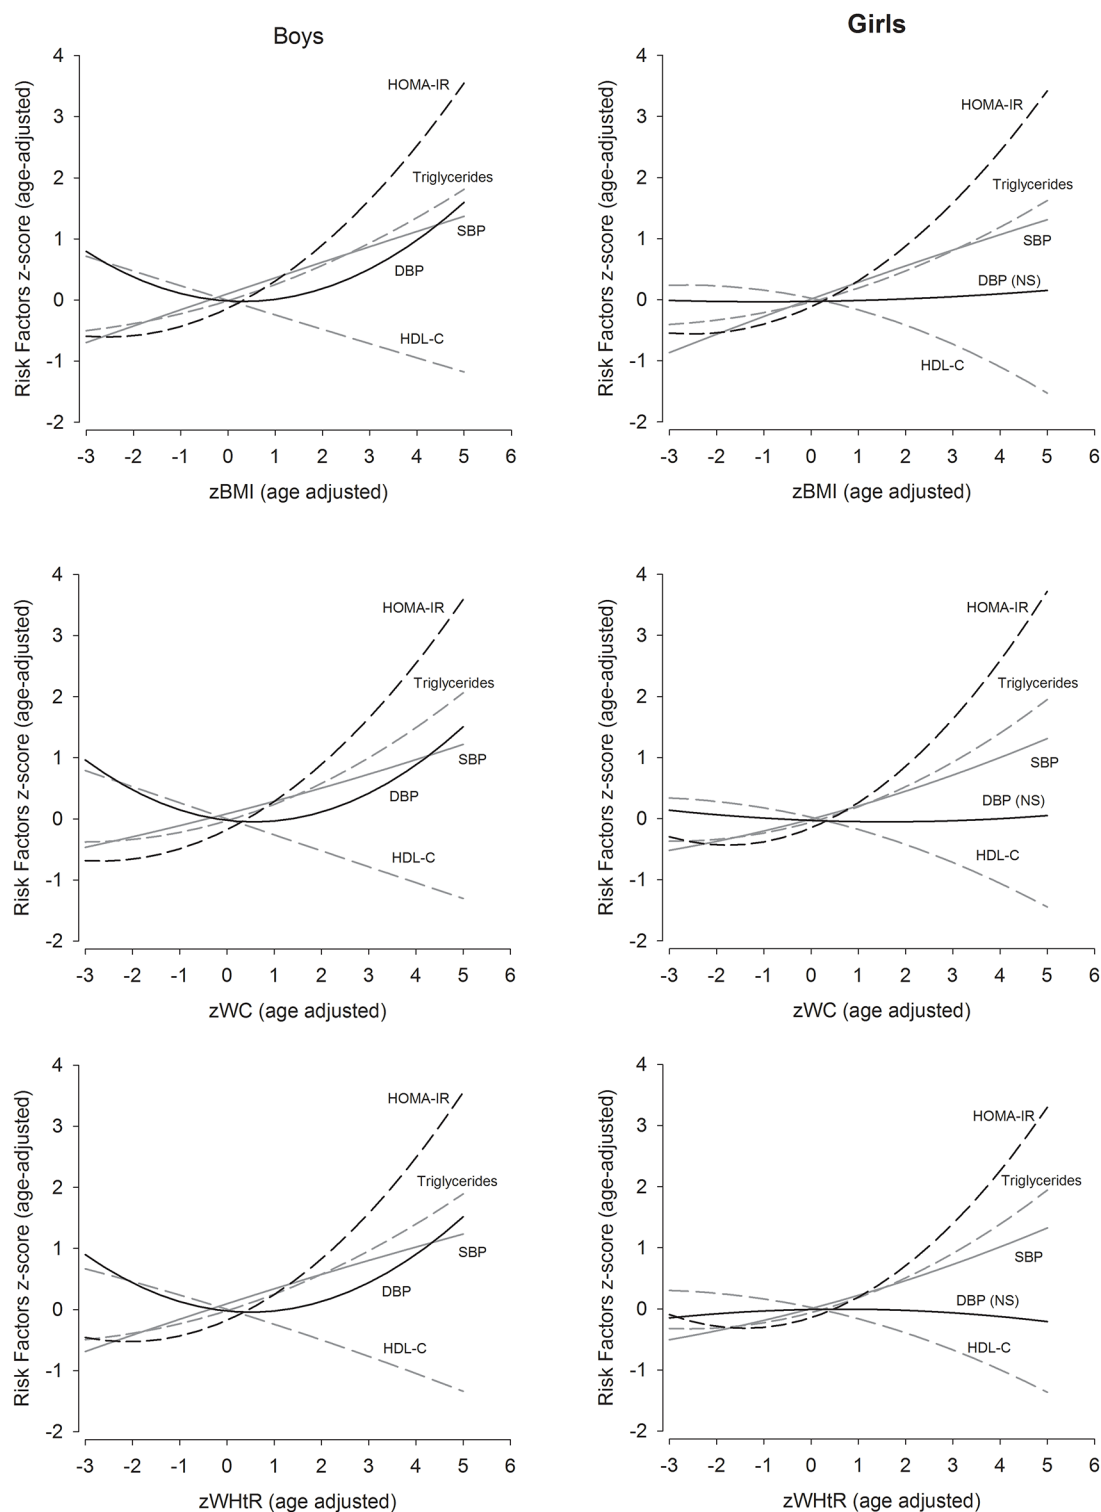 Boys
Girls
Risk Factors z-score (age-adjusted)
4
3
2
1
0
-1
-2
HOMA-IR
Triglycerides
SBP
DBP
HDL-C
-3 -2 -1 0 1 2 3 4 5 6
zBMI (age adjusted)
Risk Factors z-score (age-adjusted)
4
3
2
1
0
-1
-2
HOMA-IR
Triglycerides
SBP
DBP (NS)
HDL-C
-3 -2 -1 0 1 2 3 4 5 6
zBMI (age adjusted)
Risk Factors z-score (age-adjusted)
4
3
2
1
0
-1
-2
HOMA-IR
Triglycerides
SBP
DBP
HDL-C
-3 -2 -1 0 1 2 3 4 5 6
zWC (age adjusted)
Risk Factors z-score (age-adjusted)
4
3
2
1
0
-1
-2
HOMA-IR
Triglycerides
SBP
DBP (NS)
HDL-C
-3 -2 -1 0 1 2 3 4 5 6
zWC (age adjusted)
Risk Factors z-score (age-adjusted)
4
3
2
1
0
-1
-2
HOMA-IR
Triglycerides
SBP
DBP
HDL-C
-3 -2 -1 0 1 2 3 4 5 6
zWHtR (age adjusted)
Risk Factors z-score (age-adjusted)
4
3
2
1
0
-1
-2
HOMA-IR
Triglycerides
SBP
DBP (NS)
HDL-C
-3 -2 -1 0 1 2 3 4 5 6
zWHtR (age adjusted)